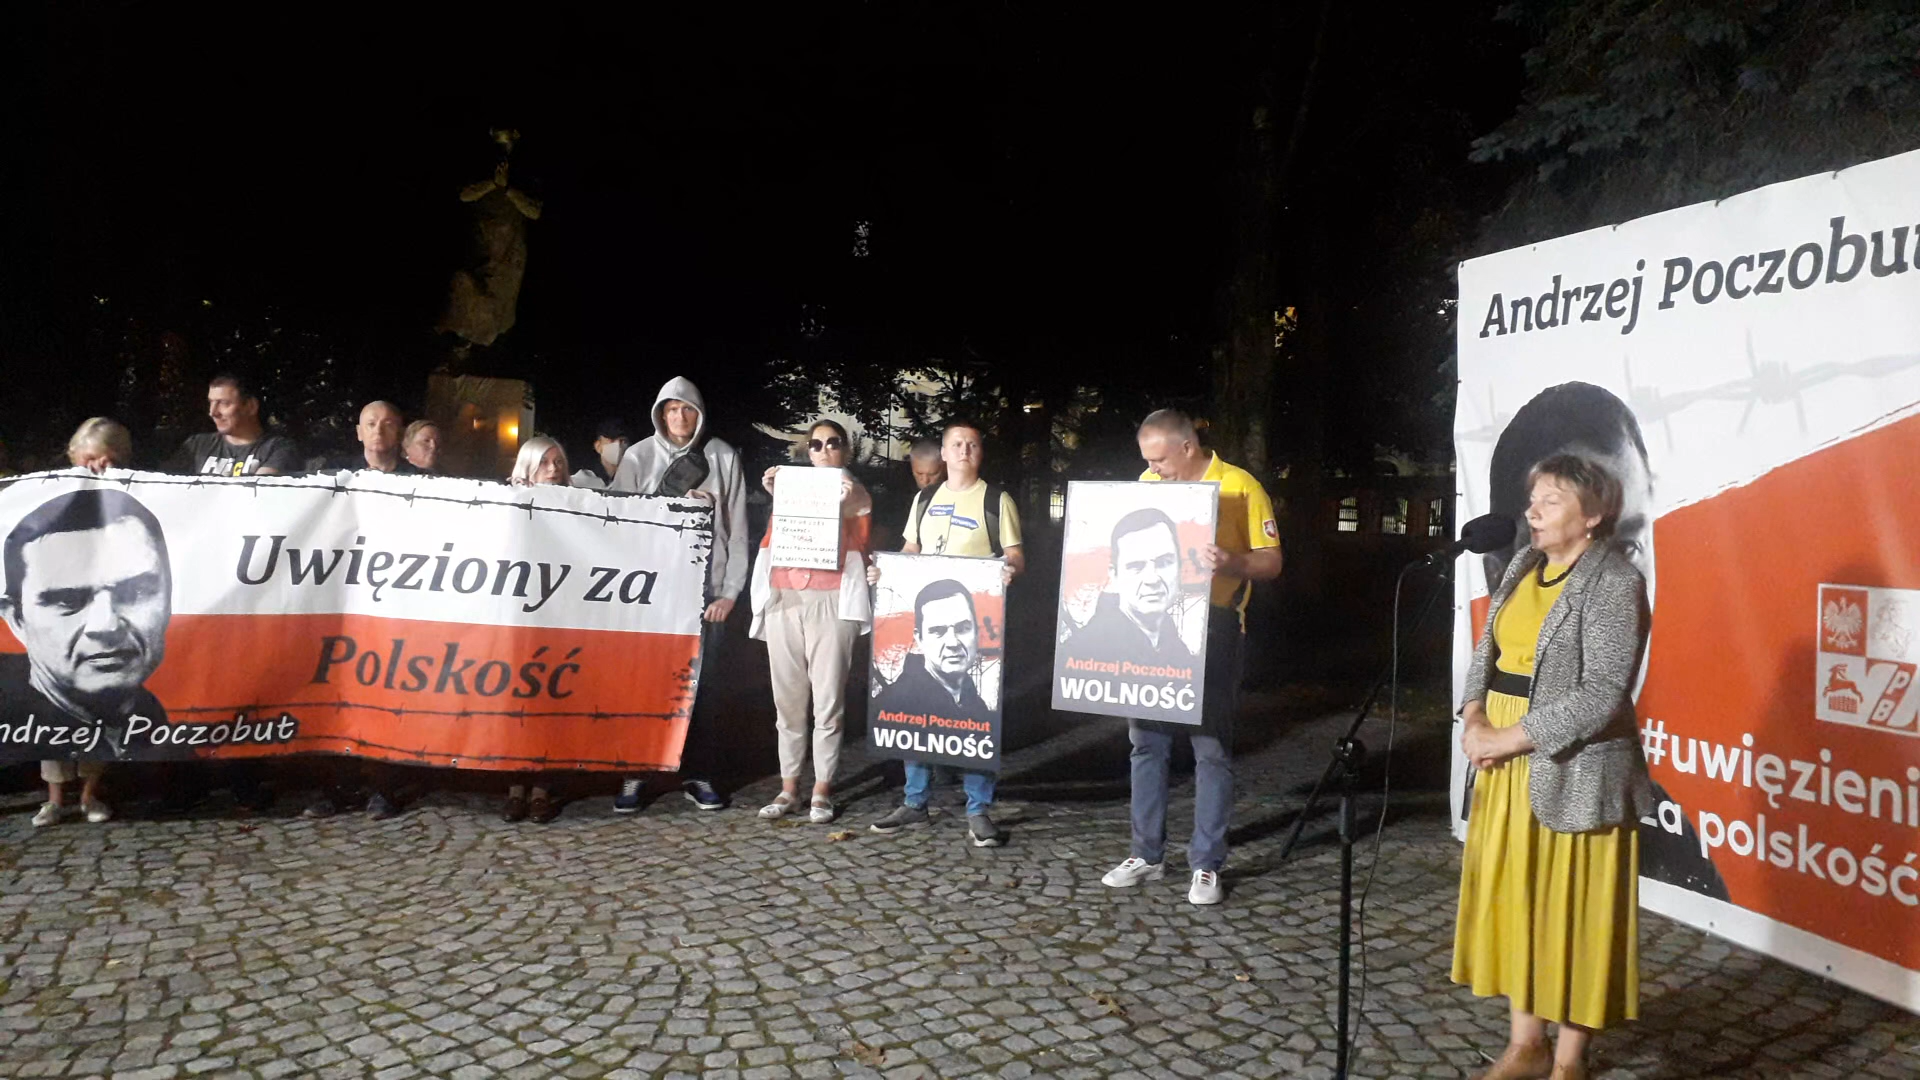 Uwięziony za
Polskość
ndrzej Poczobut
Andrzej Poczobut
WOLNOŚĆ
Andrzej Poczobut
WOLNOŚĆ
Andrzej Poczobut
#uwięzieni
za polskość
P
B